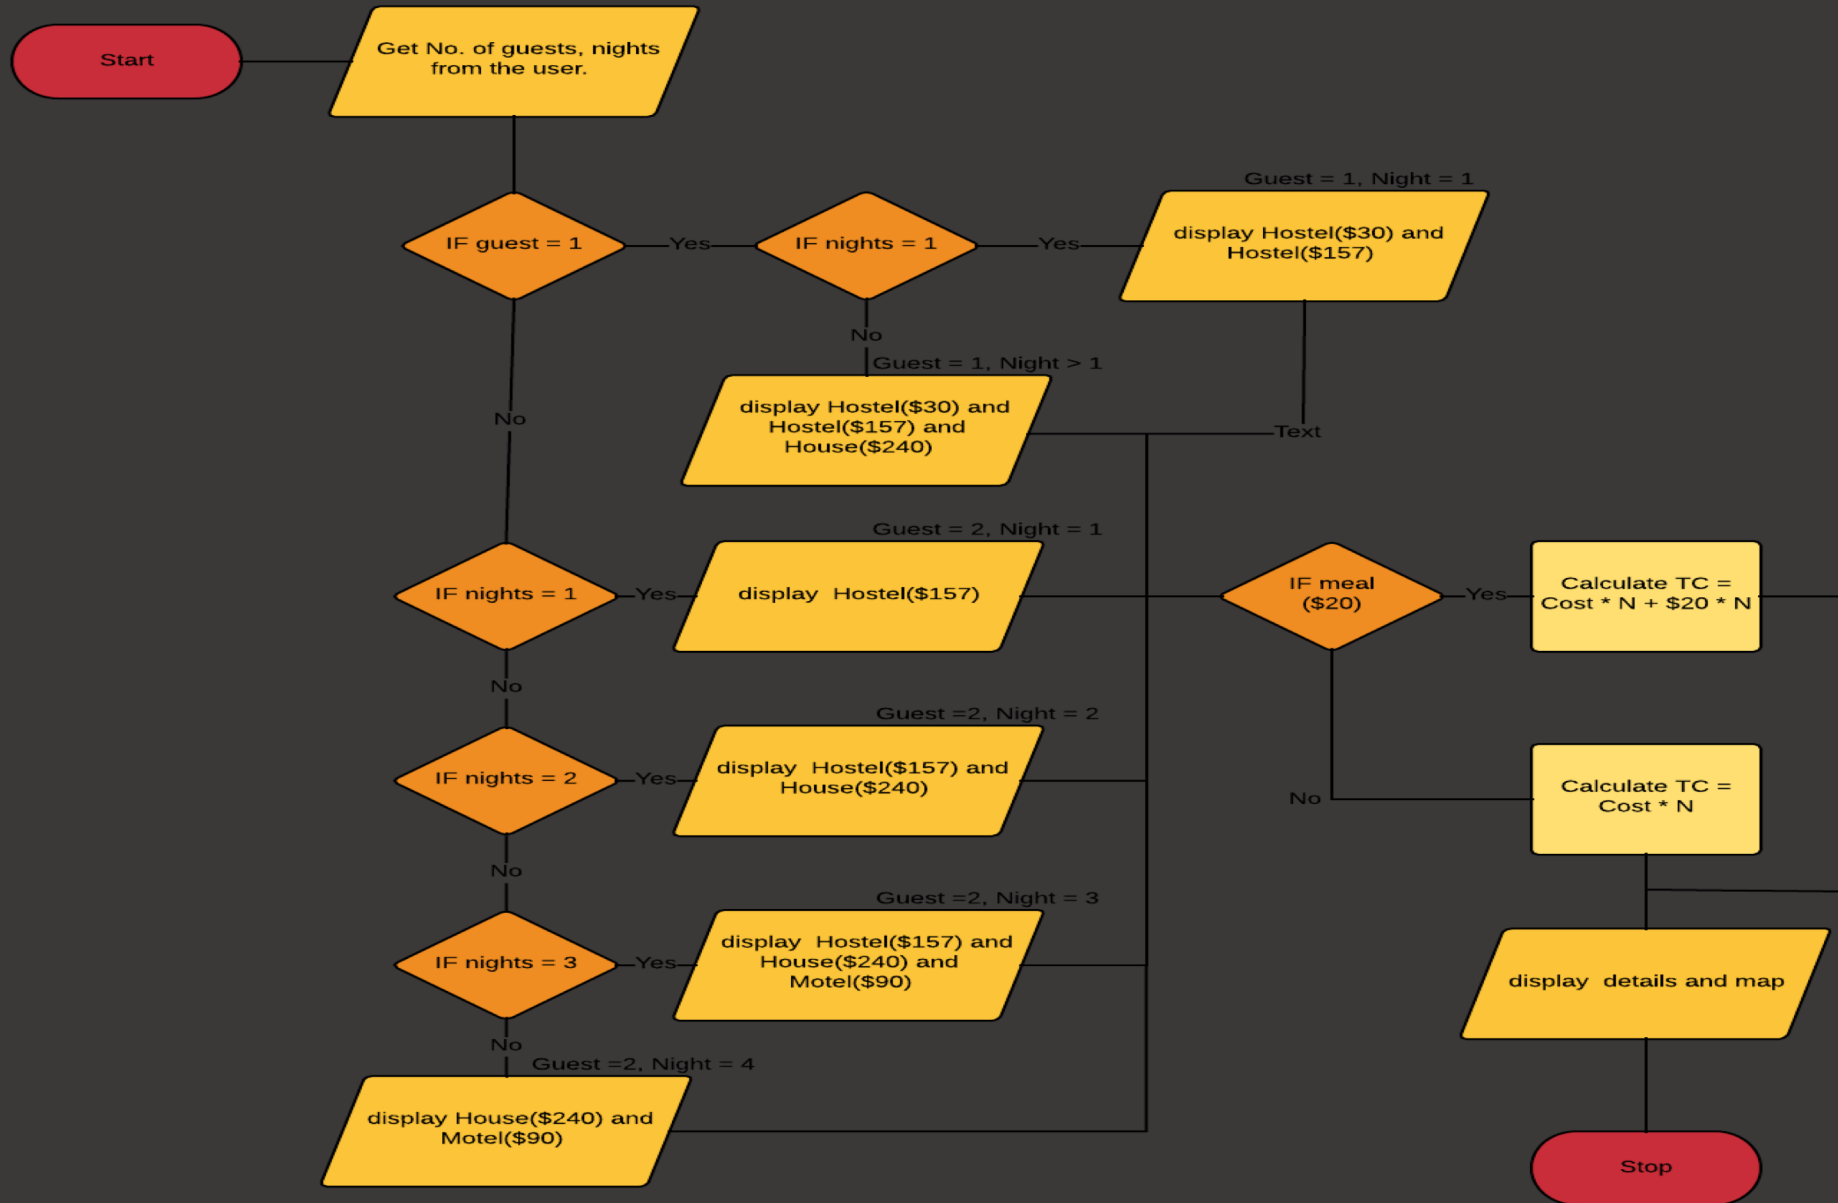 Start
Get No. of guests, nights
from the user.
IF guest = 1
Yes
IF nights = 1
Yes
Guest = 1, Night = 1
display Hostel($30) and
Hostel($157)
No
Guest = 1, Night > 1
display Hostel($30) and
Hostel($157) and
House($240)
Text
No
IF nights = 1
Yes
Guest = 2, Night = 1
display  Hostel($157)
IF meal
($20)
Yes
Calculate TC =
Cost * N + $20 * N
No
IF nights = 2
Yes
Guest =2, Night = 2
display  Hostel($157) and
House($240)
No
Calculate TC =
Cost * N
No
IF nights = 3
Yes
Guest =2, Night = 3
display  Hostel($157) and
House($240) and
Motel($90)
display  details and map
No
Guest =2, Night = 4
display House($240) and
Motel($90)
Stop